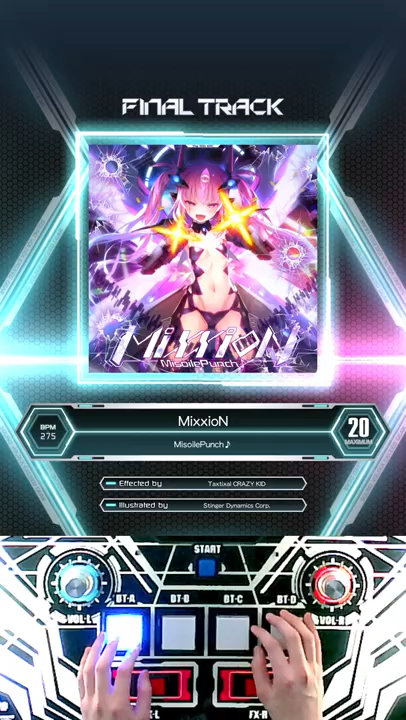 FINAL TRACK
MixxioN
MisoilePunch♪
BPM
275
MixxioN
MisoilePunch♪
20
MAXIMUM
Effected by
Taxtixal CRAZY KID
Illustrated by
Stinger Dynamics Corp.
START
BT-A
BT-B
BT-C
BT-D
VOL-L
VOL-R
FX-R